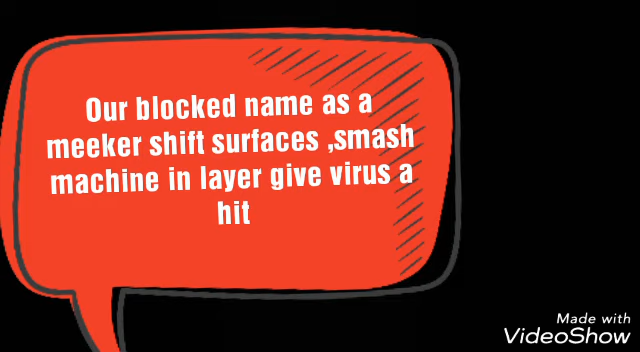 Our blocked name as a
meeker shift surfaces ,smash
machine in layer give virus a
hit
Made with
VideoShow